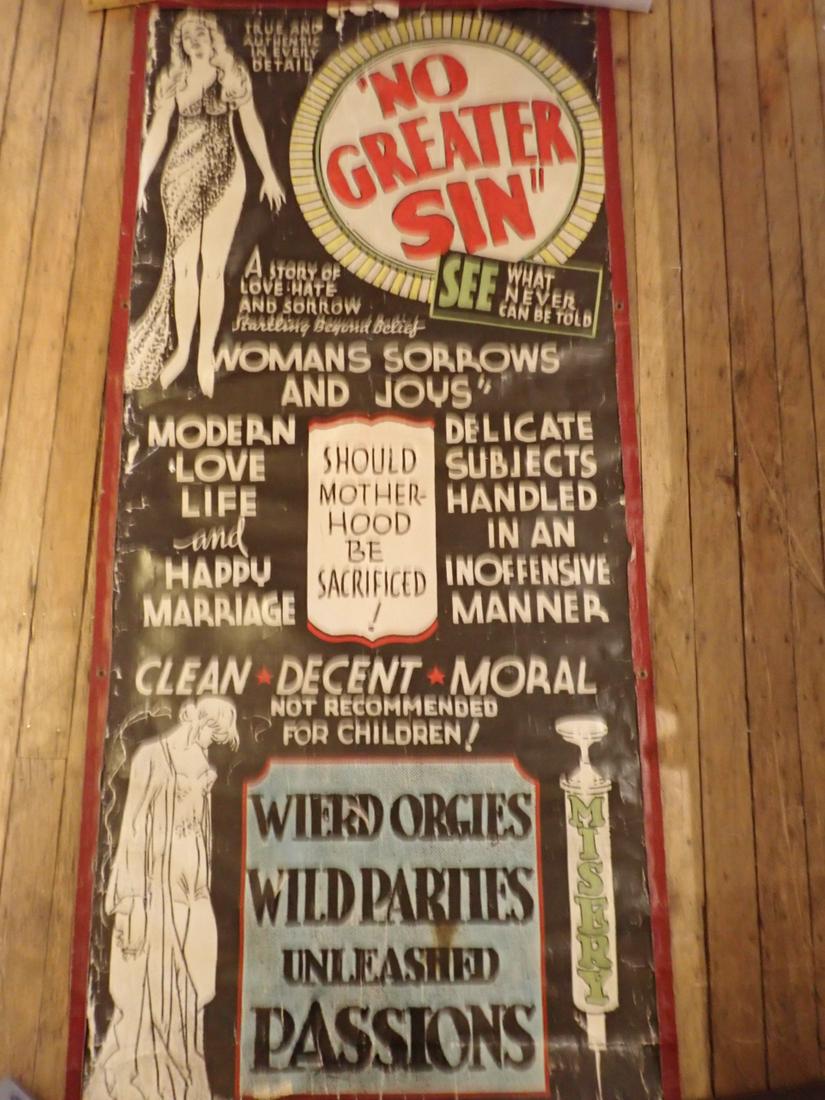 TRUE AND
AUTHENTIC
IN EVERY
DETAIL
"NO
GREATER
SIN"
SEE WHAT
NEVER
CAN BE TOLD
A STORY OF
LOVE-HATE
AND SORROW
Startling Beyond Belief
WOMANS SORROWS
AND JOYS"
MODERN
LOVE
LIFE
and
HAPPY
MARRIAGE
SHOULD
MOTHER-
HOOD
BE
SACRIFICED
!
DELICATE
SUBJECTS
HANDLED
IN AN
INOFFENSIVE
MANNER
CLEAN ★ DECENT ★ MORAL
NOT RECOMMENDED
FOR CHILDREN!
WIERD ORGIES
WILD PARTIES
UNLEASHED
PASSIONS
MISERY